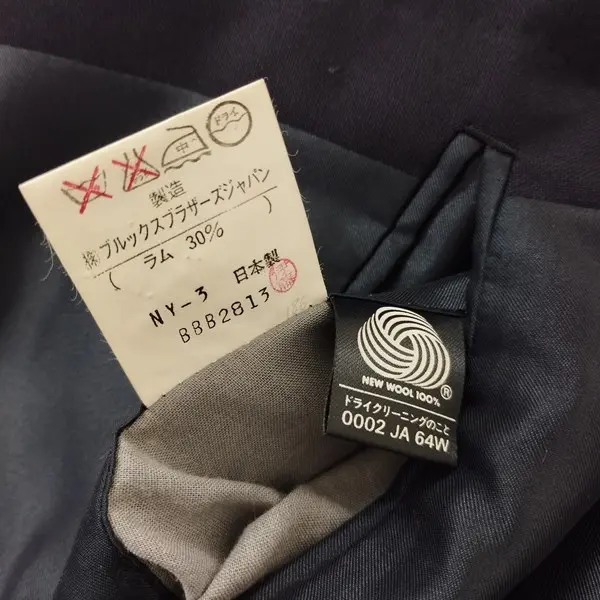 ドライ
中
製造
㈱ブルックスブラザーズジャパン
( ラム 30% )
NY-3 日本製
BBB2813
NEW WOOL 100%
®
ドライクリーニングのこと
0002 JA 64W